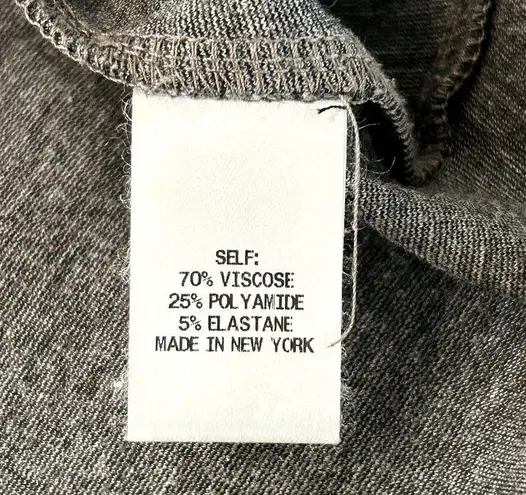 SELF:
70% VISCOSE
25% POLYAMIDE
5% ELASTANE
MADE IN NEW YORK